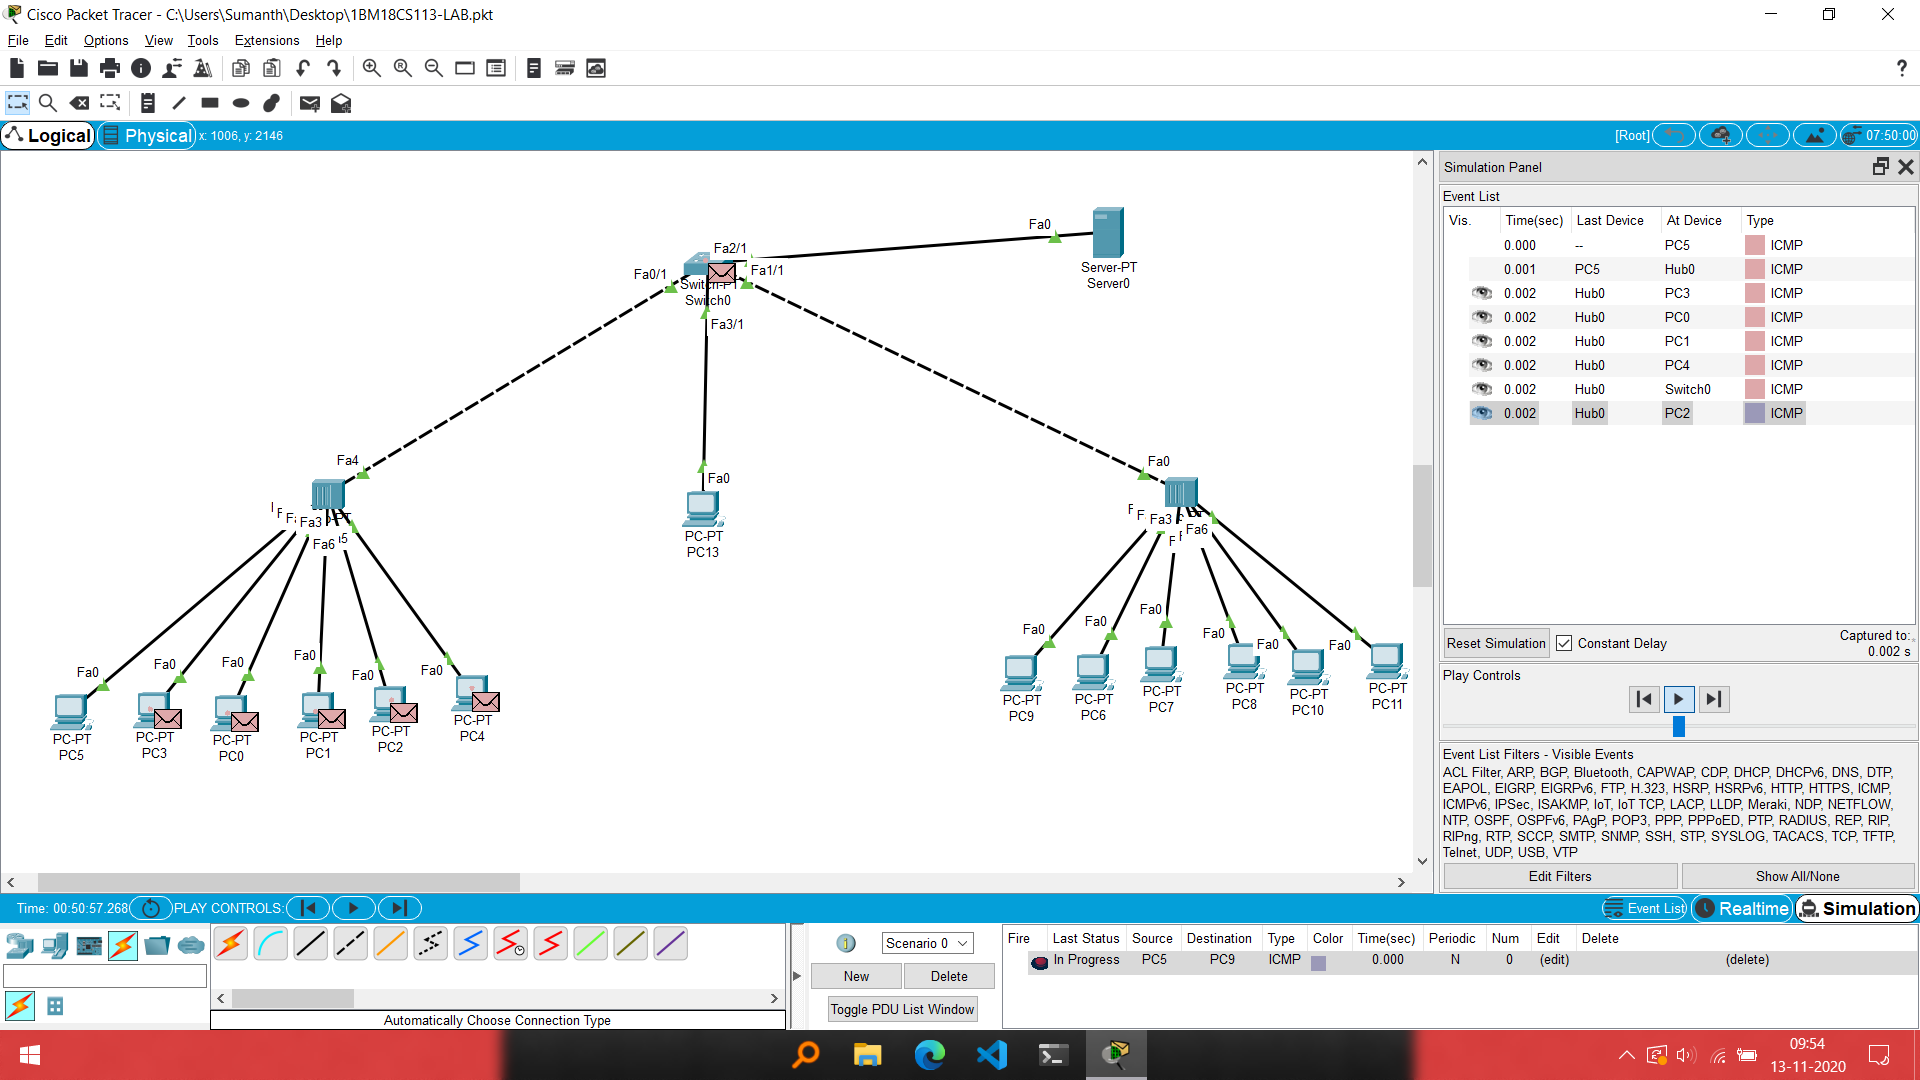 Cisco Packet Tracer - C:\Users\Sumanth\Desktop\1BM18CS113-LAB.pkt
File Edit Options View Tools Extensions Help
Logical Physical x: 1006, y: 2146 [Root] 07:50:00
Simulation Panel
Event List
Vis. Time(sec) Last Device At Device Type
0.000 -- PC5 ICMP
0.001 PC5 Hub0 ICMP
0.002 Hub0 PC3 ICMP
0.002 Hub0 PC0 ICMP
0.002 Hub0 PC1 ICMP
0.002 Hub0 PC4 ICMP
0.002 Hub0 Switch0 ICMP
0.002 Hub0 PC2 ICMP
Reset Simulation Constant Delay Captured to:
0.002 s
Play Controls
Event List Filters - Visible Events
ACL Filter, ARP, BGP, Bluetooth, CAPWAP, CDP, DHCP, DHCPv6, DNS, DTP,
EAPOL, EIGRP, EIGRPv6, FTP, H.323, HSRP, HSRPv6, HTTP, HTTPS, ICMP,
ICMPv6, IPSec, ISAKMP, IoT, IoT TCP, LACP, LLDP, Meraki, NDP, NETFLOW,
NTP, OSPF, OSPFv6, PAgP, POP3, PPP, PPPoED, PTP, RADIUS, REP, RIP,
RIPng, RTP, SCCP, SMTP, SNMP, SSH, STP, SYSLOG, TACACS, TCP, TFTP,
Telnet, UDP, USB, VTP
Edit Filters Show All/None
Fa0
Fa2/1
Fa0/1 Fa1/1
Server-PT
Server0
Switch-PT
Switch0
Fa3/1
Fa4
Fa0
Fa0
Fa3
Fa6
PC-PT
PC13
Fa3
Fa6
Fa0 Fa0 Fa0 Fa0 Fa0 Fa0
PC-PT
PC5
PC-PT
PC3
PC-PT
PC0
PC-PT
PC1
PC-PT
PC2
PC-PT
PC4
Fa0 Fa0 Fa0 Fa0 Fa0 Fa0
PC-PT
PC9
PC-PT
PC6
PC-PT
PC7
PC-PT
PC8
PC-PT
PC10
PC-PT
PC11
Time: 00:50:57.268 PLAY CONTROLS: Event List Realtime Simulation
Scenario 0
New Delete
Toggle PDU List Window
Automatically Choose Connection Type
Fire Last Status Source Destination Type Color Time(sec) Periodic Num Edit Delete
In Progress PC5 PC9 ICMP 0.000 N 0 (edit) (delete)
09:54
13-11-2020